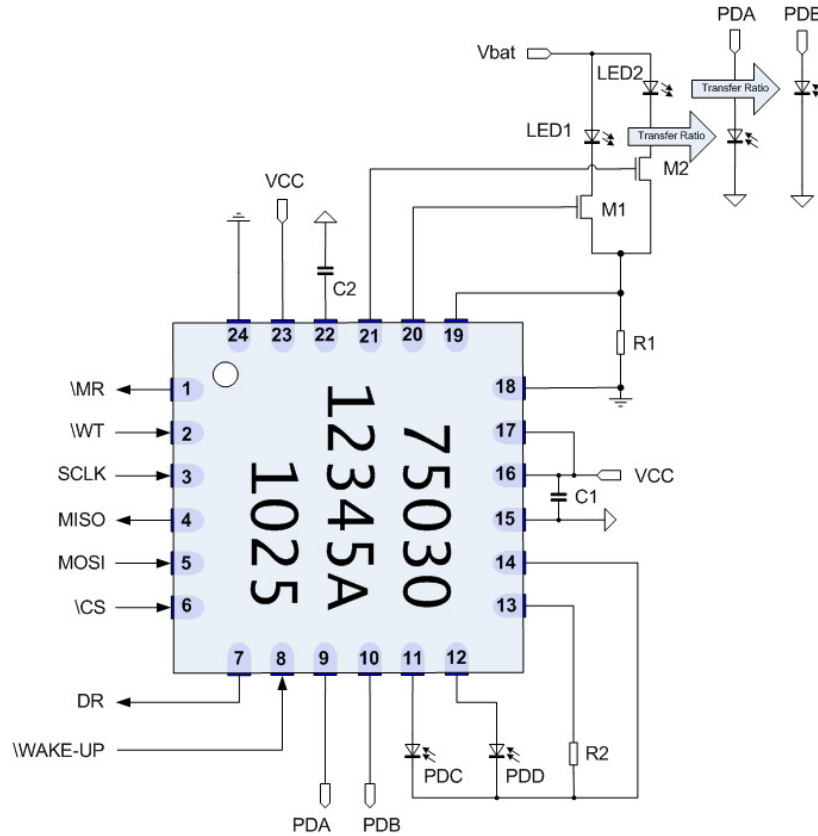 PDA
PDB
Vbat
LED2
Transfer Ratio
LED1
Transfer Ratio
M2
VCC
M1
C2
24
23
22
21
20
19
R1
\MR
1
18
\WT
2
17
SCLK
3
16
VCC
C1
MISO
4
15
MOSI
5
14
\CS
6
13
75030
12345A
1025
7
8
9
10
11
12
DR
\WAKE-UP
PDC
PDD
R2
PDA
PDB